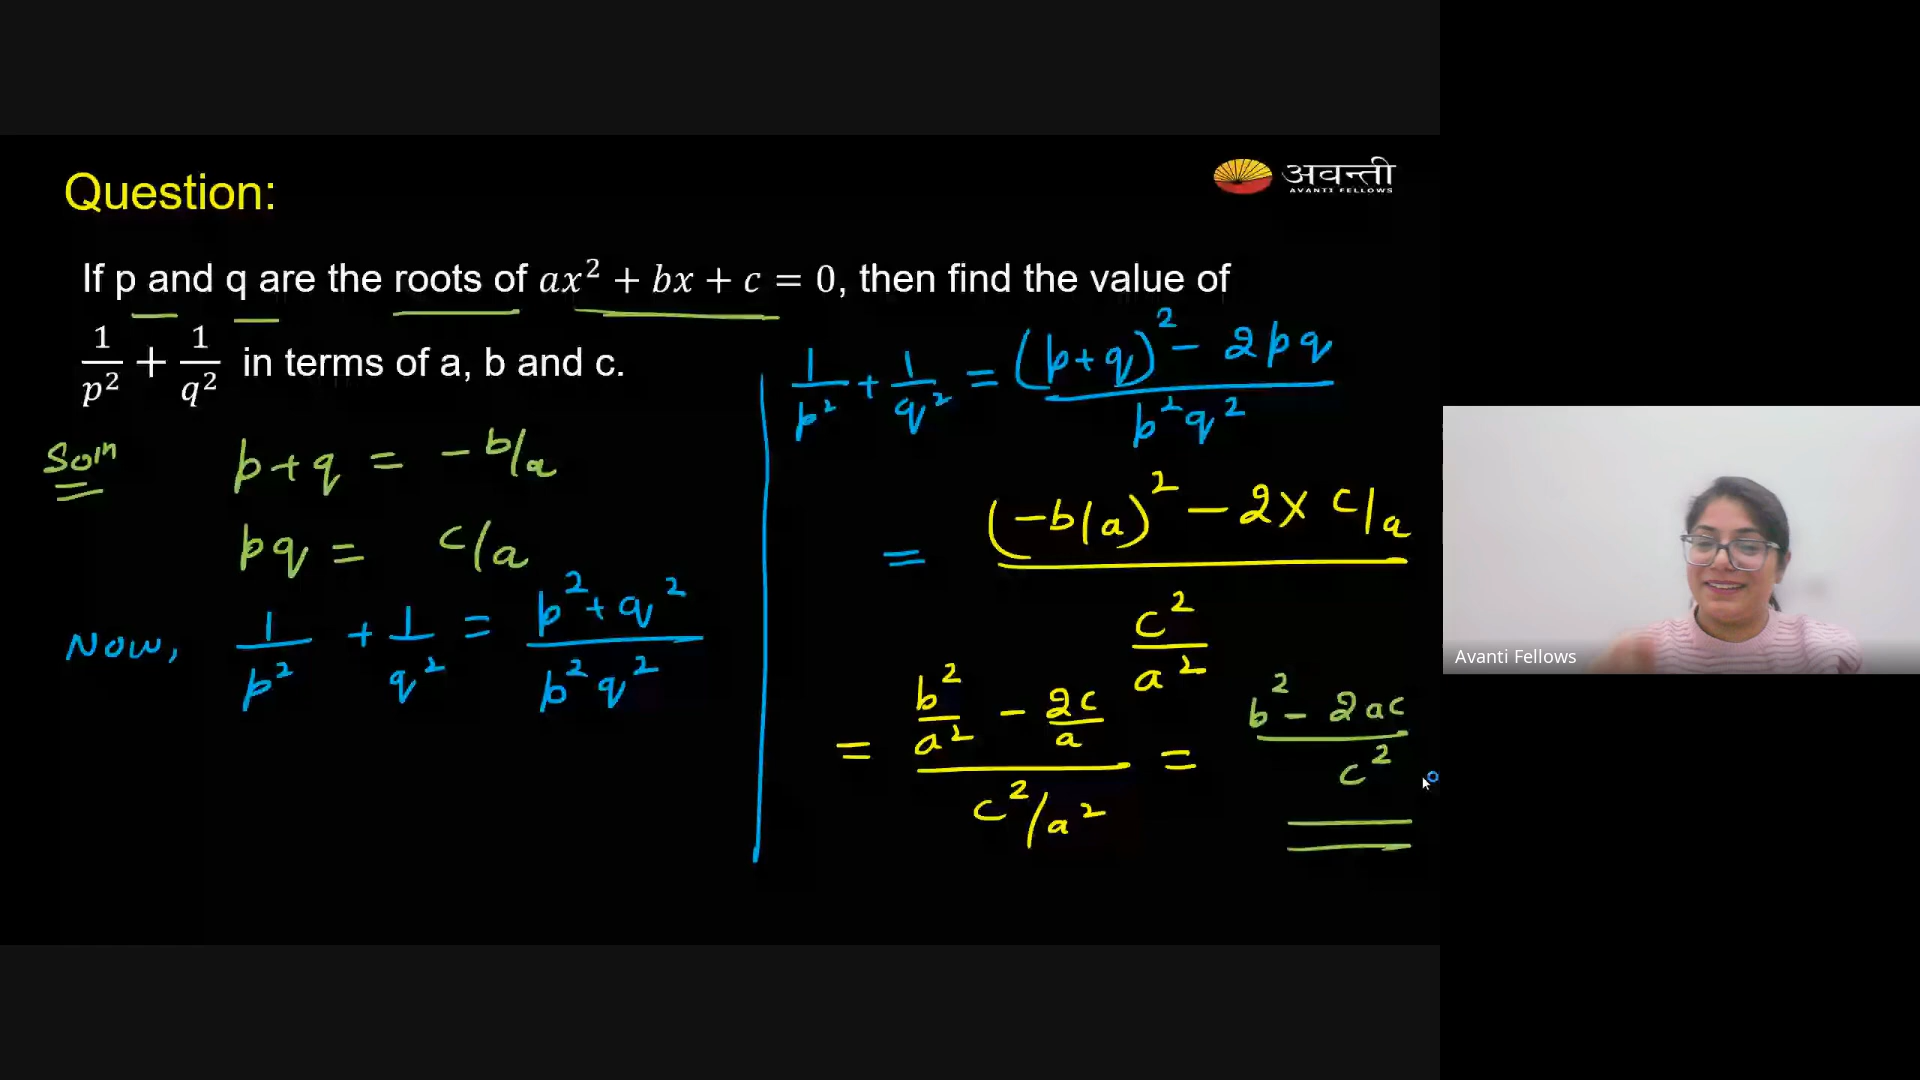 Question:
अवन्ती
AVANTI FELLOWS
If p and q are the roots of ax² + bx + c = 0, then find the value of
1/p² + 1/q² in terms of a, b and c.
Soln
p+q = -b/a
pq = c/a
Now, 1/p² + 1/q² = (p²+q²)/(p²q²)
1/p² + 1/q² = ((p+q)² - 2pq)/(p²q²)
= ((-b/a)² - 2 x c/a)/(c²/a²)
= (b²/a² - 2c/a)/(c²/a²) = (b² - 2ac)/c²
Avanti Fellows